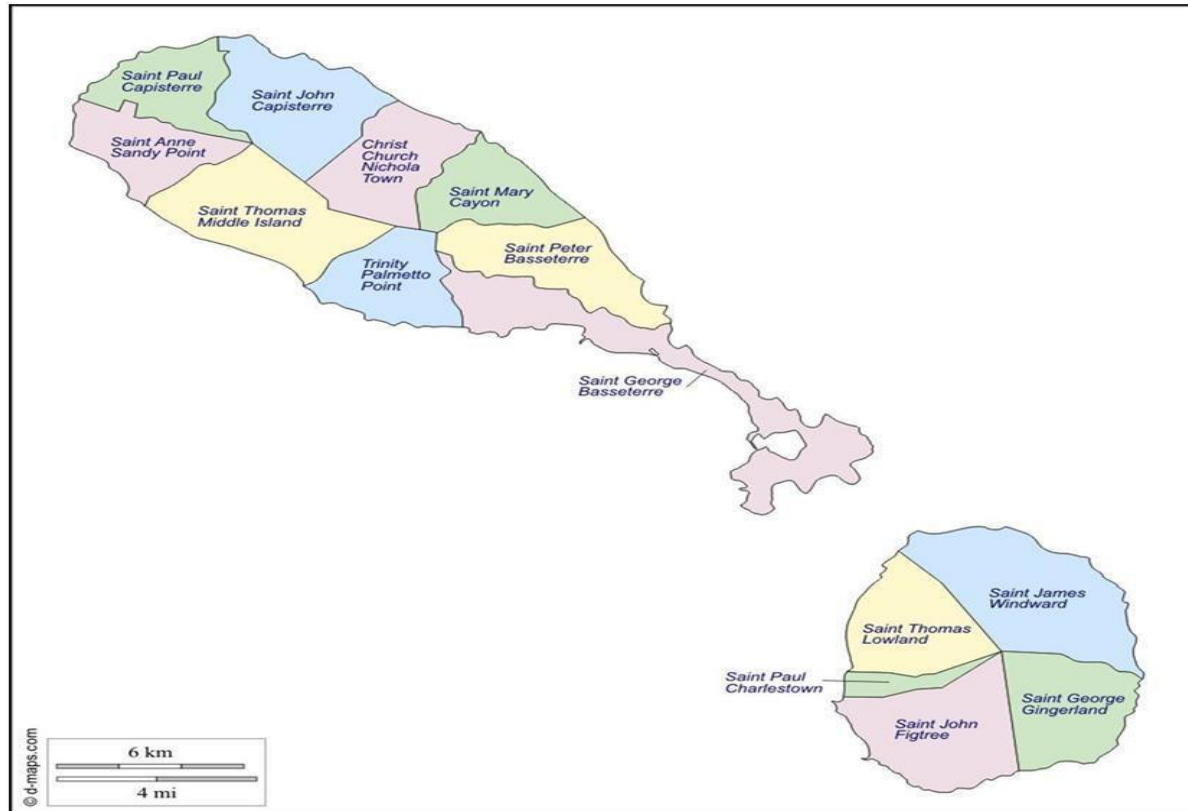 Saint Paul
Capisterre
Saint John
Capisterre
Saint Anne
Sandy Point
Christ
Church
Nichola
Town
Saint Mary
Cayon
Saint Thomas
Middle Island
Saint Peter
Basseterre
Trinity
Palmetto
Point
Saint George
Basseterre
Saint James
Windward
Saint Thomas
Lowland
Saint Paul
Charlestown
Saint George
Gingerland
Saint John
Figtree
6 km
4 mi
© d-maps.com